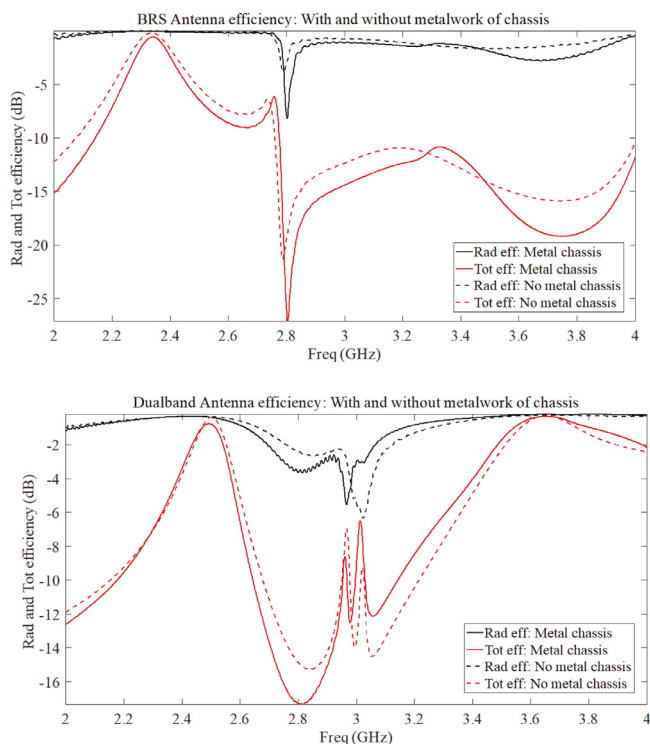 BRS Antenna efficiency: With and without metalwork of chassis
Rad and Tot efficiency (dB)
-5
-10
-15
-20
-25
Rad eff: Metal chassis
Tot eff: Metal chassis
Rad eff: No metal chassis
Tot eff: No metal chassis
2 2.2 2.4 2.6 2.8 3 3.2 3.4 3.6 3.8 4
Freq (GHz)
Dualband Antenna efficiency: With and without metalwork of chassis
Rad and Tot efficiency (dB)
-2
-4
-6
-8
-10
-12
-14
-16
Rad eff: Metal chassis
Tot eff: Metal chassis
Rad eff: No metal chassis
Tot eff: No metal chassis
2 2.2 2.4 2.6 2.8 3 3.2 3.4 3.6 3.8 4
Freq (GHz)